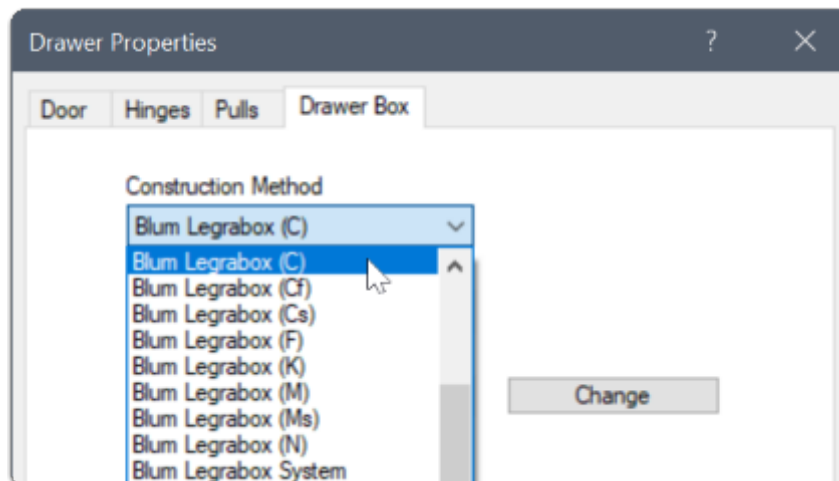 Drawer Properties
Door Hinges Pulls Drawer Box
Construction Method
Blum Legrabox (C)
Blum Legrabox (C)
Blum Legrabox (Cf)
Blum Legrabox (Cs)
Blum Legrabox (F)
Blum Legrabox (K)
Blum Legrabox (M)
Change
Blum Legrabox (Ms)
Blum Legrabox (N)
Blum Legrabox System